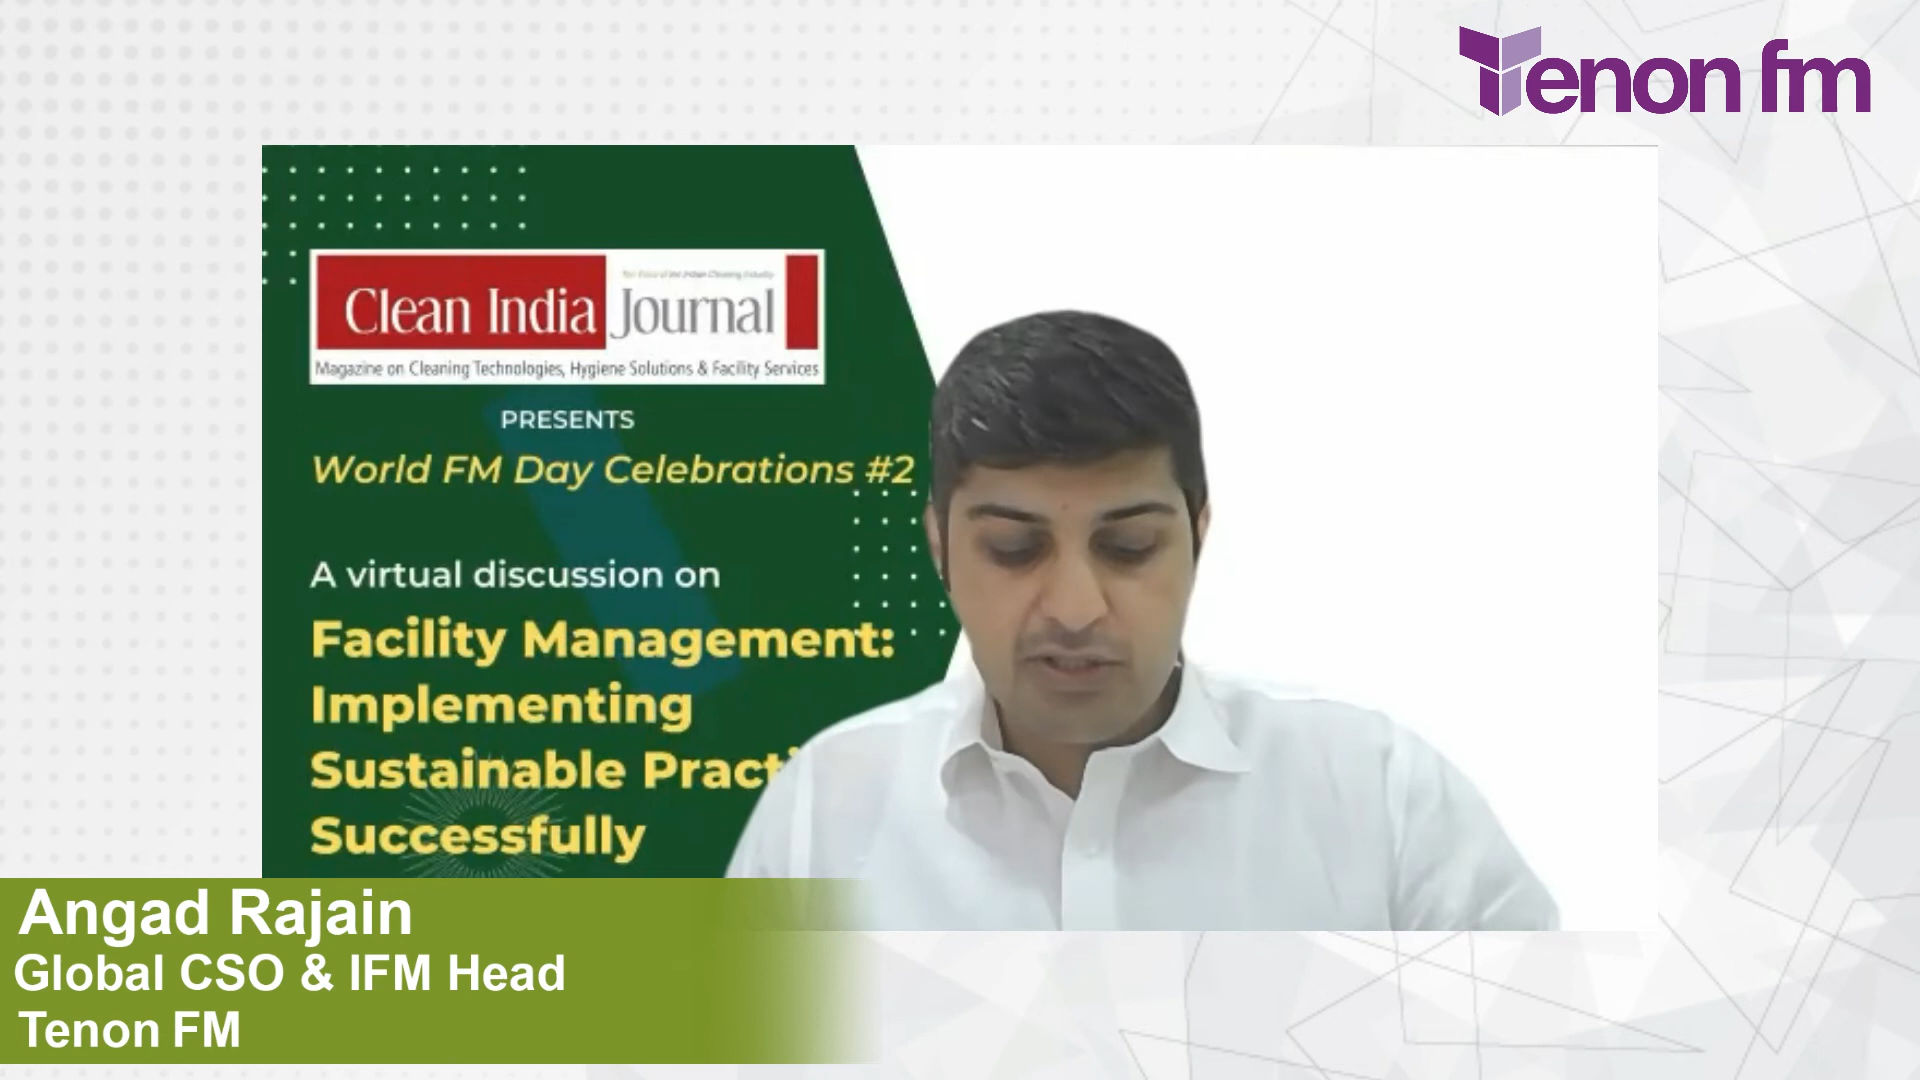 Tenon fm
Clean India Journal
Magazine on Cleaning Technologies, Hygiene Solutions & Facility Services
PRESENTS
World FM Day Celebrations #2
A virtual discussion on
Facility Management:
Implementing
Sustainable Practi
Successfully
Angad Rajain
Global CSO & IFM Head
Tenon FM